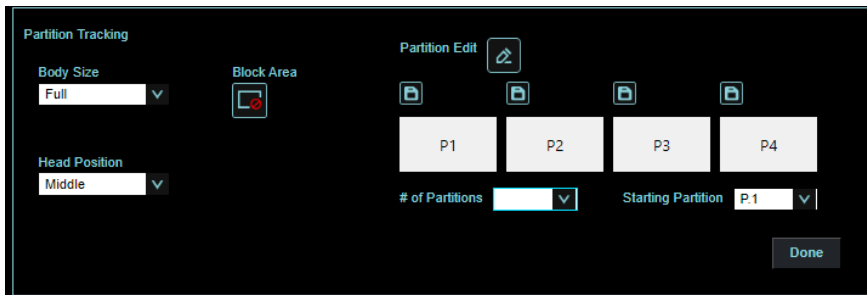 Partition Tracking
Partition Edit
Body Size
Block Area
Full
P1
P2
P3
P4
Head Position
Middle
# of Partitions
Starting Partition
P.1
Done